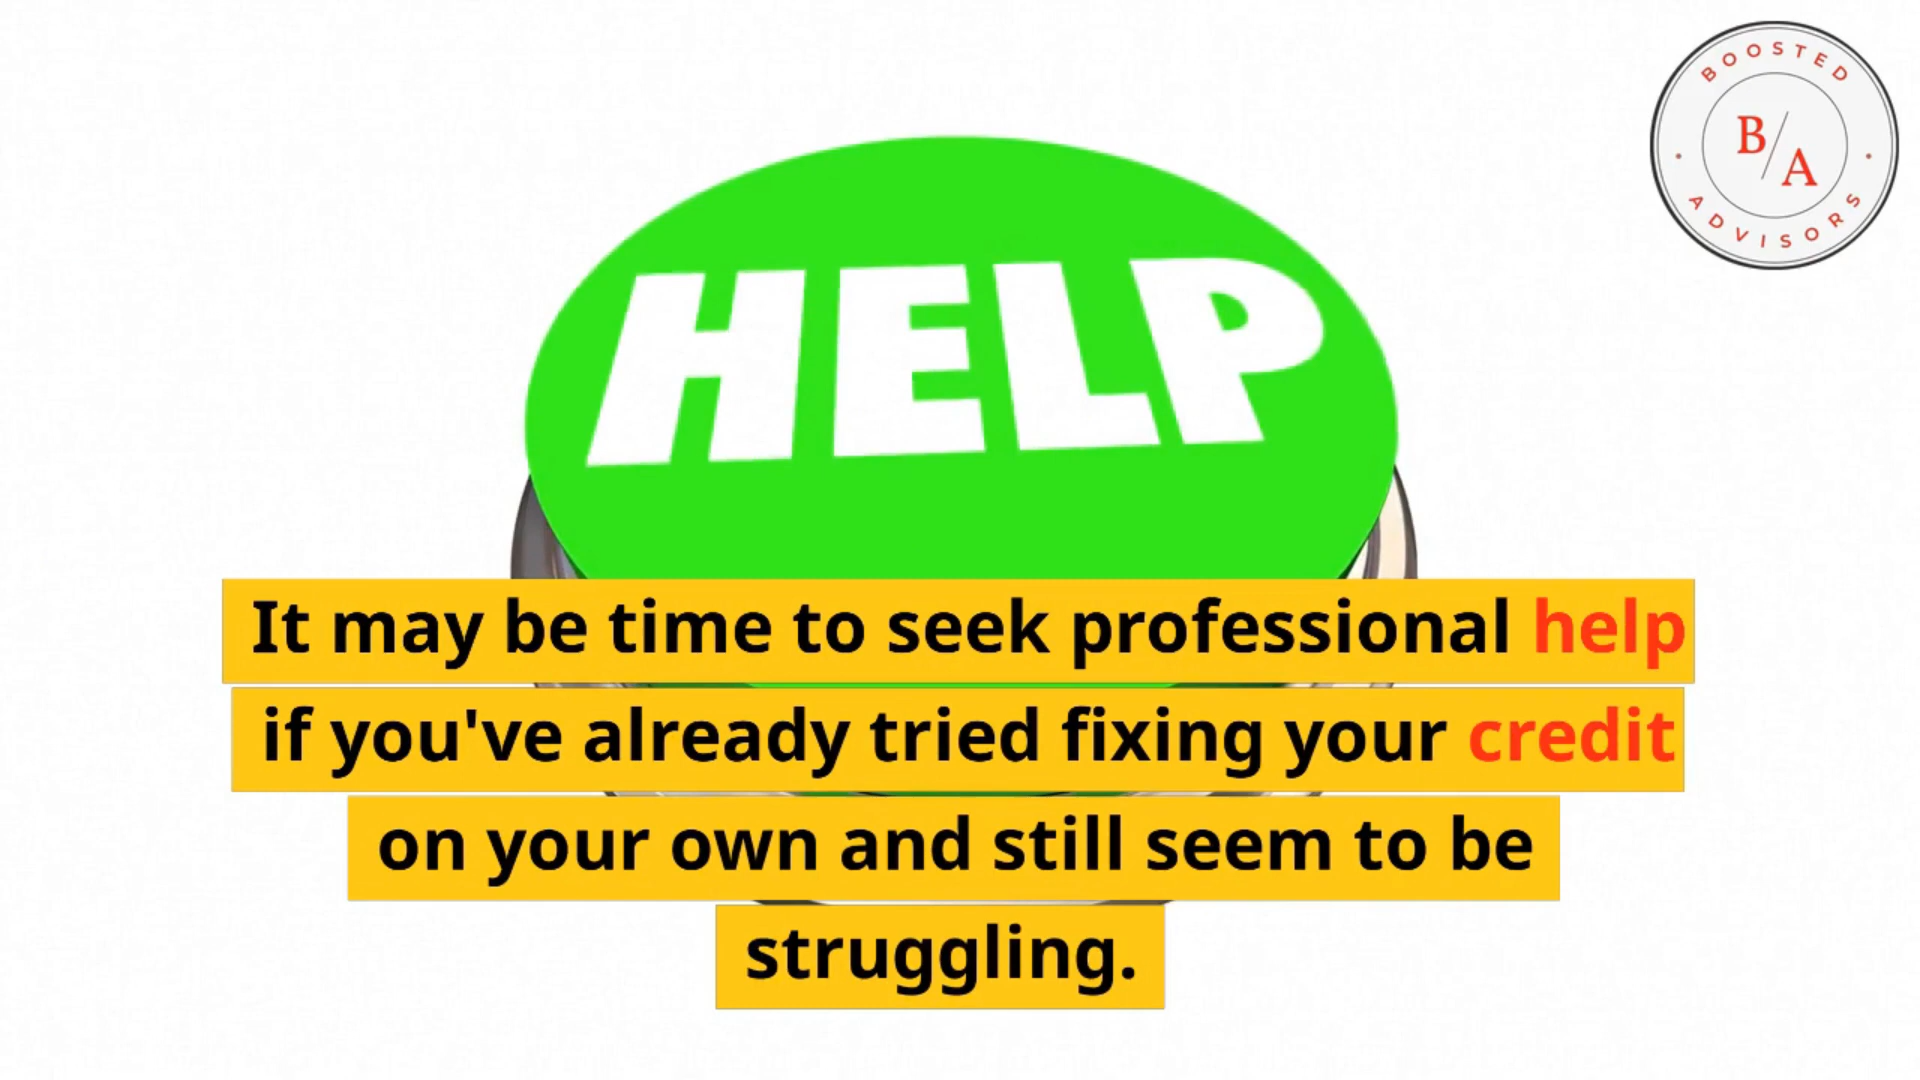 BOOSTED
B/A
ADVISORS
HELP
It may be time to seek professional help
if you've already tried fixing your credit
on your own and still seem to be
struggling.